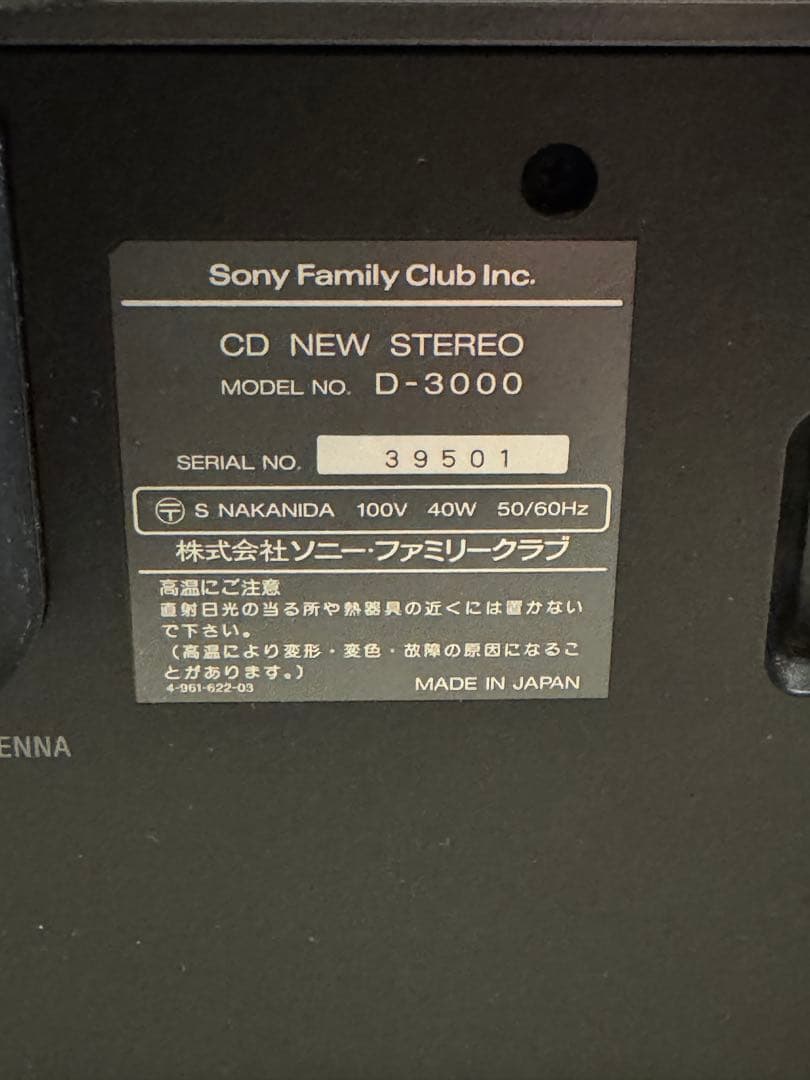 Sony Family Club Inc.
CD NEW STEREO
MODEL NO. D-3000
SERIAL NO. 39501
〶 S NAKANIDA 100V 40W 50/60Hz
株式会社ソニー・ファミリークラブ
高温にご注意
直射日光の当る所や熱器具の近くには置かない
で下さい。
（高温により変形・変色・故障の原因になるこ
とがあります。）
4-961-622-03 MADE IN JAPAN
ENNA